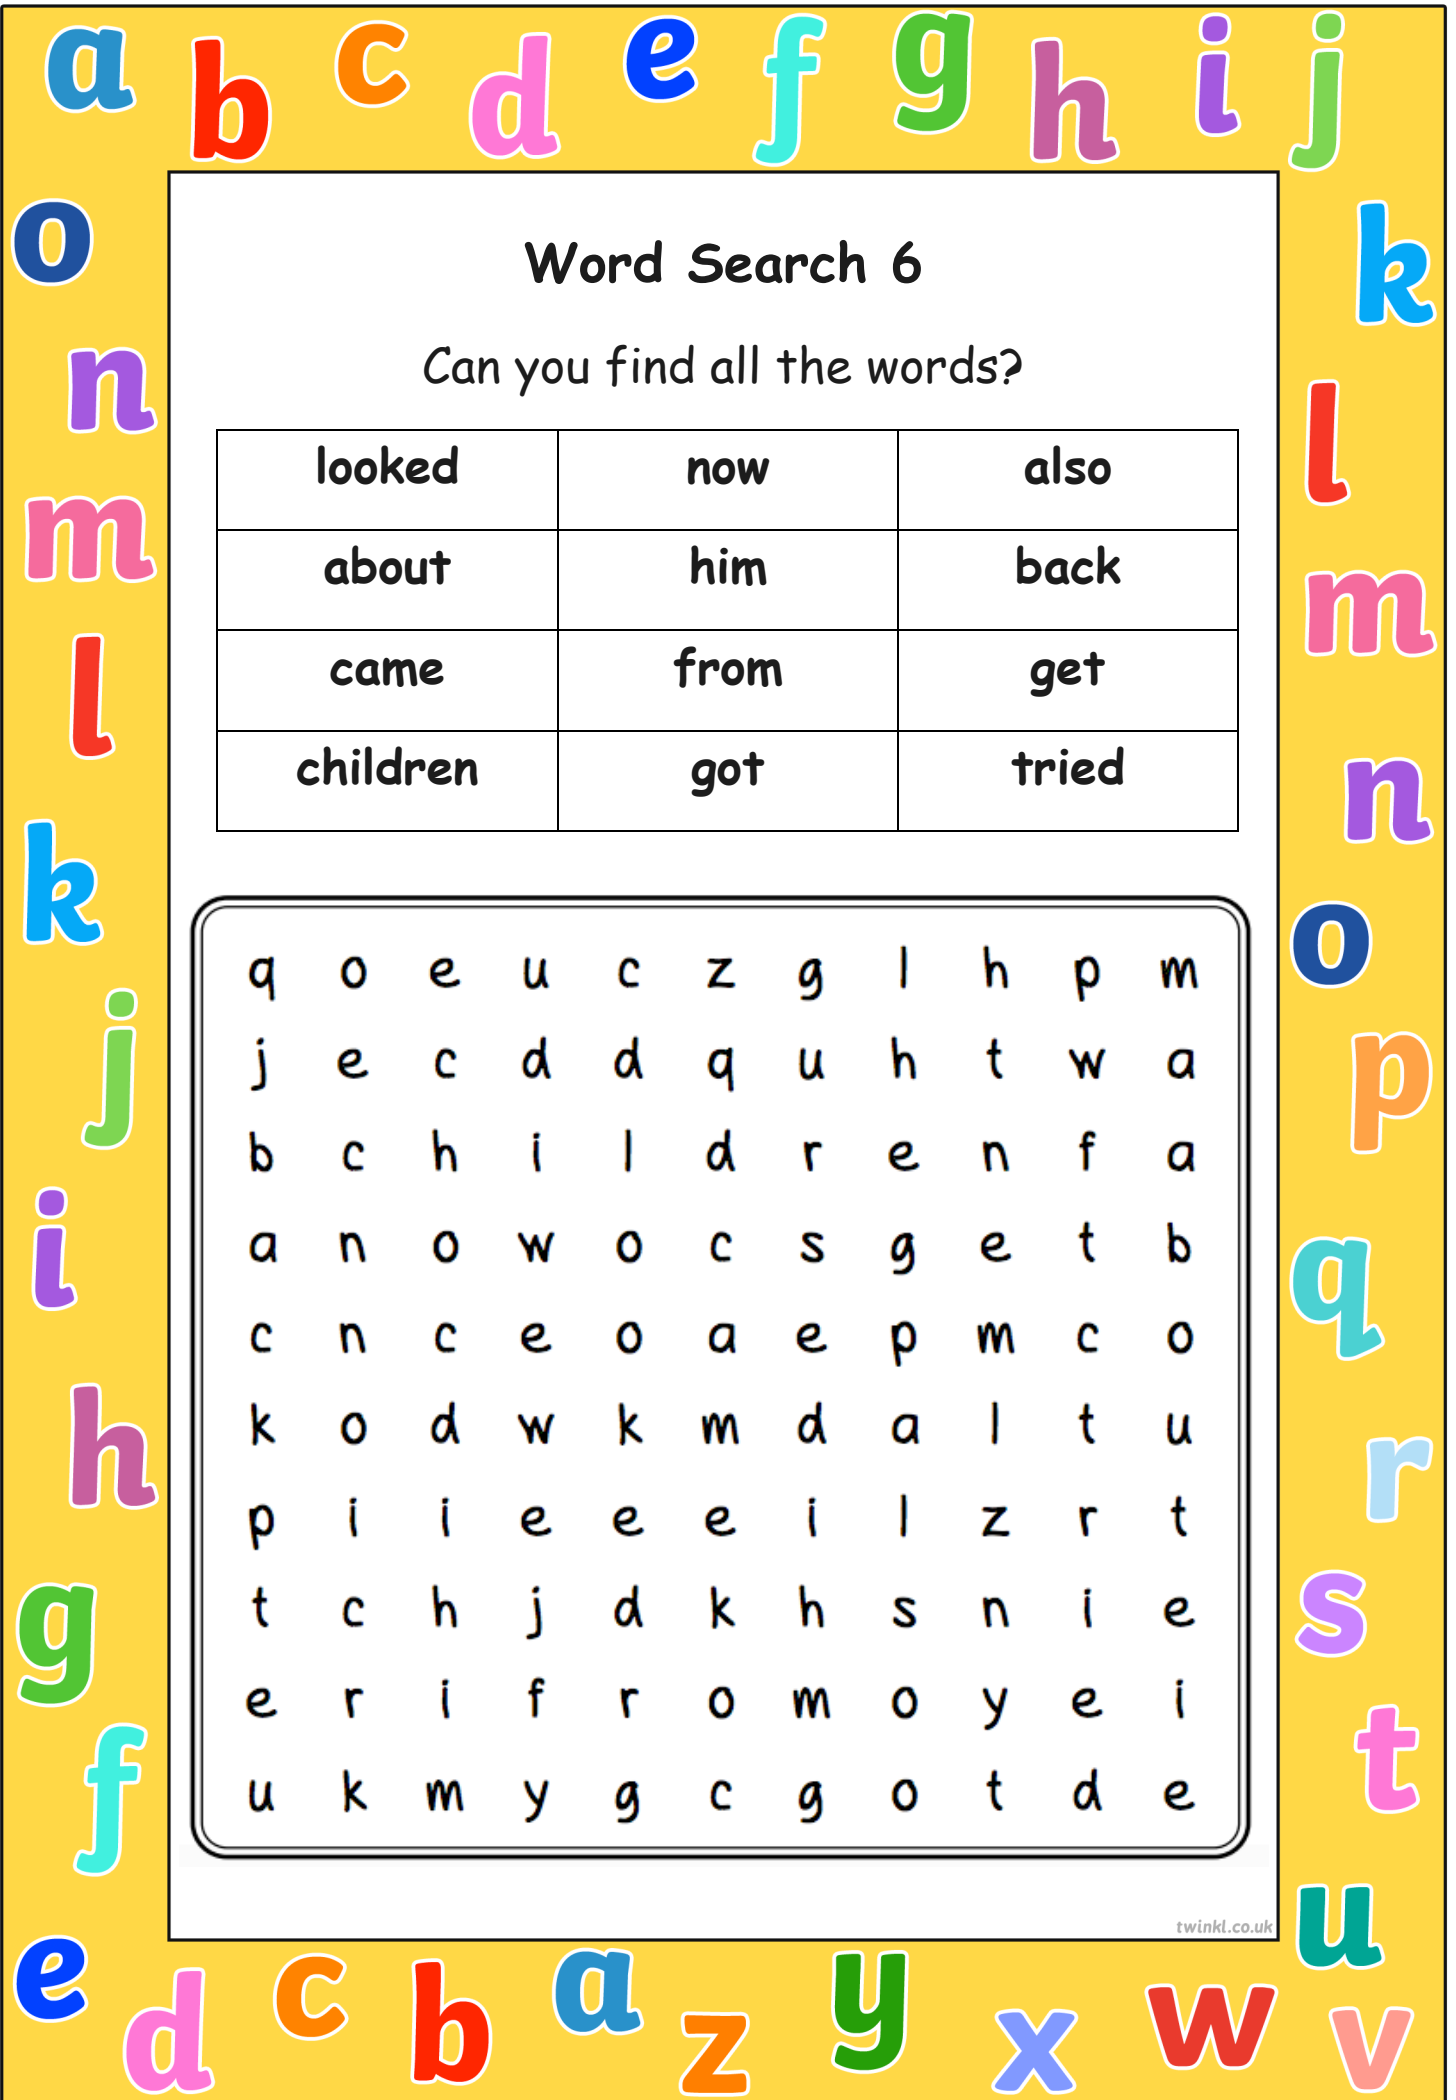 a b c d e f g h i j
o k
n
l
m
m
l
n
k
o
j
p
i
q
h
r
g
s
f
t
u
e d c b a z y x w v
Word Search 6
Can you find all the words?
looked now also
about him back
came from get
children got tried
q o e u c z g l h p m
j e c d d q u h t w a
b c h i l d r e n f a
a n o w o c s g e t b
c n c e o a e p m c o
k o d w k m d a l t u
p i i e e e i l z r t
t c h j d k h s n i e
e r i f r o m o y e i
u k m y g c g o t d e
twinkl.co.uk